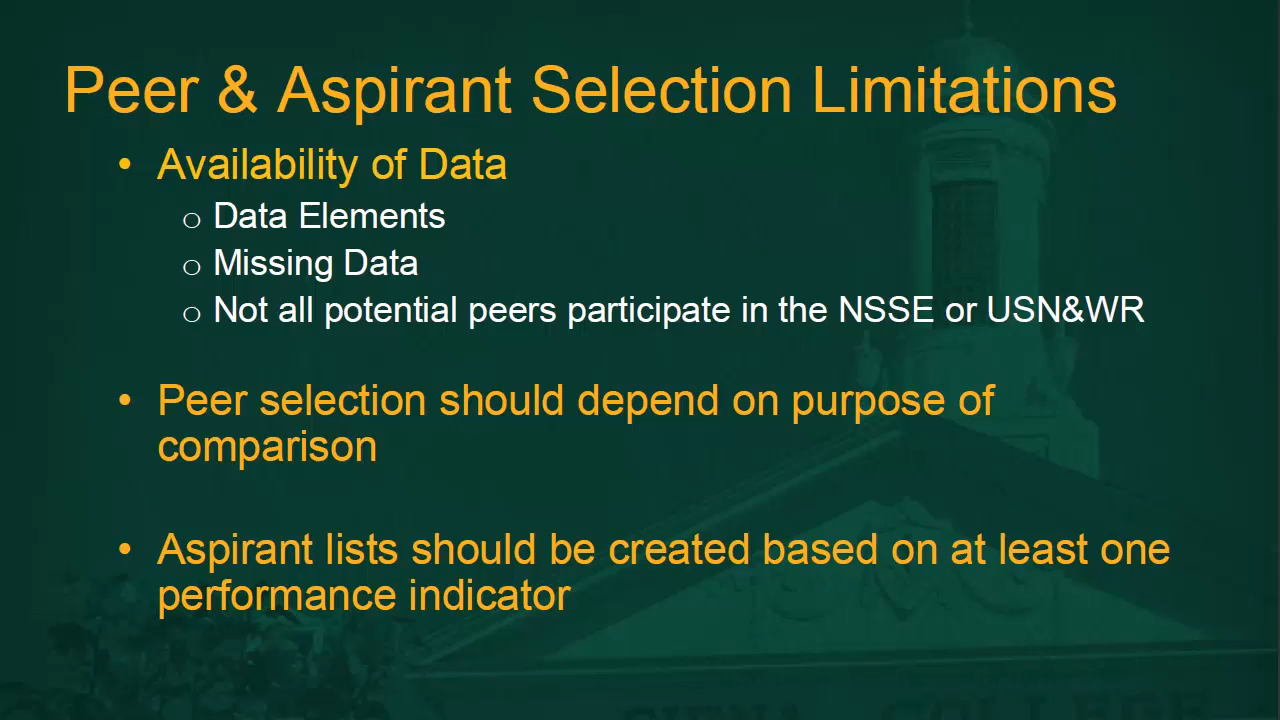 Peer & Aspirant Selection Limitations
• Availability of Data
o Data Elements
o Missing Data
o Not all potential peers participate in the NSSE or USN&WR
• Peer selection should depend on purpose of
comparison
• Aspirant lists should be created based on at least one
performance indicator
COLLEGE